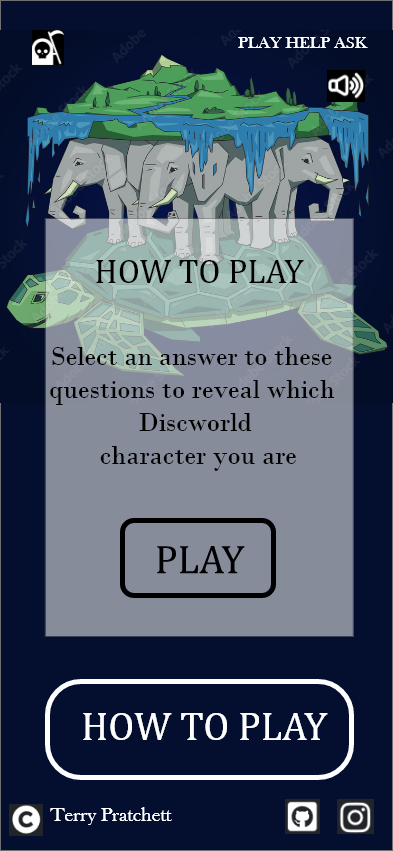 PLAY HELP ASK
HOW TO PLAY
Select an answer to these
questions to reveal which
Discworld
character you are
PLAY
HOW TO PLAY
C Terry Pratchett